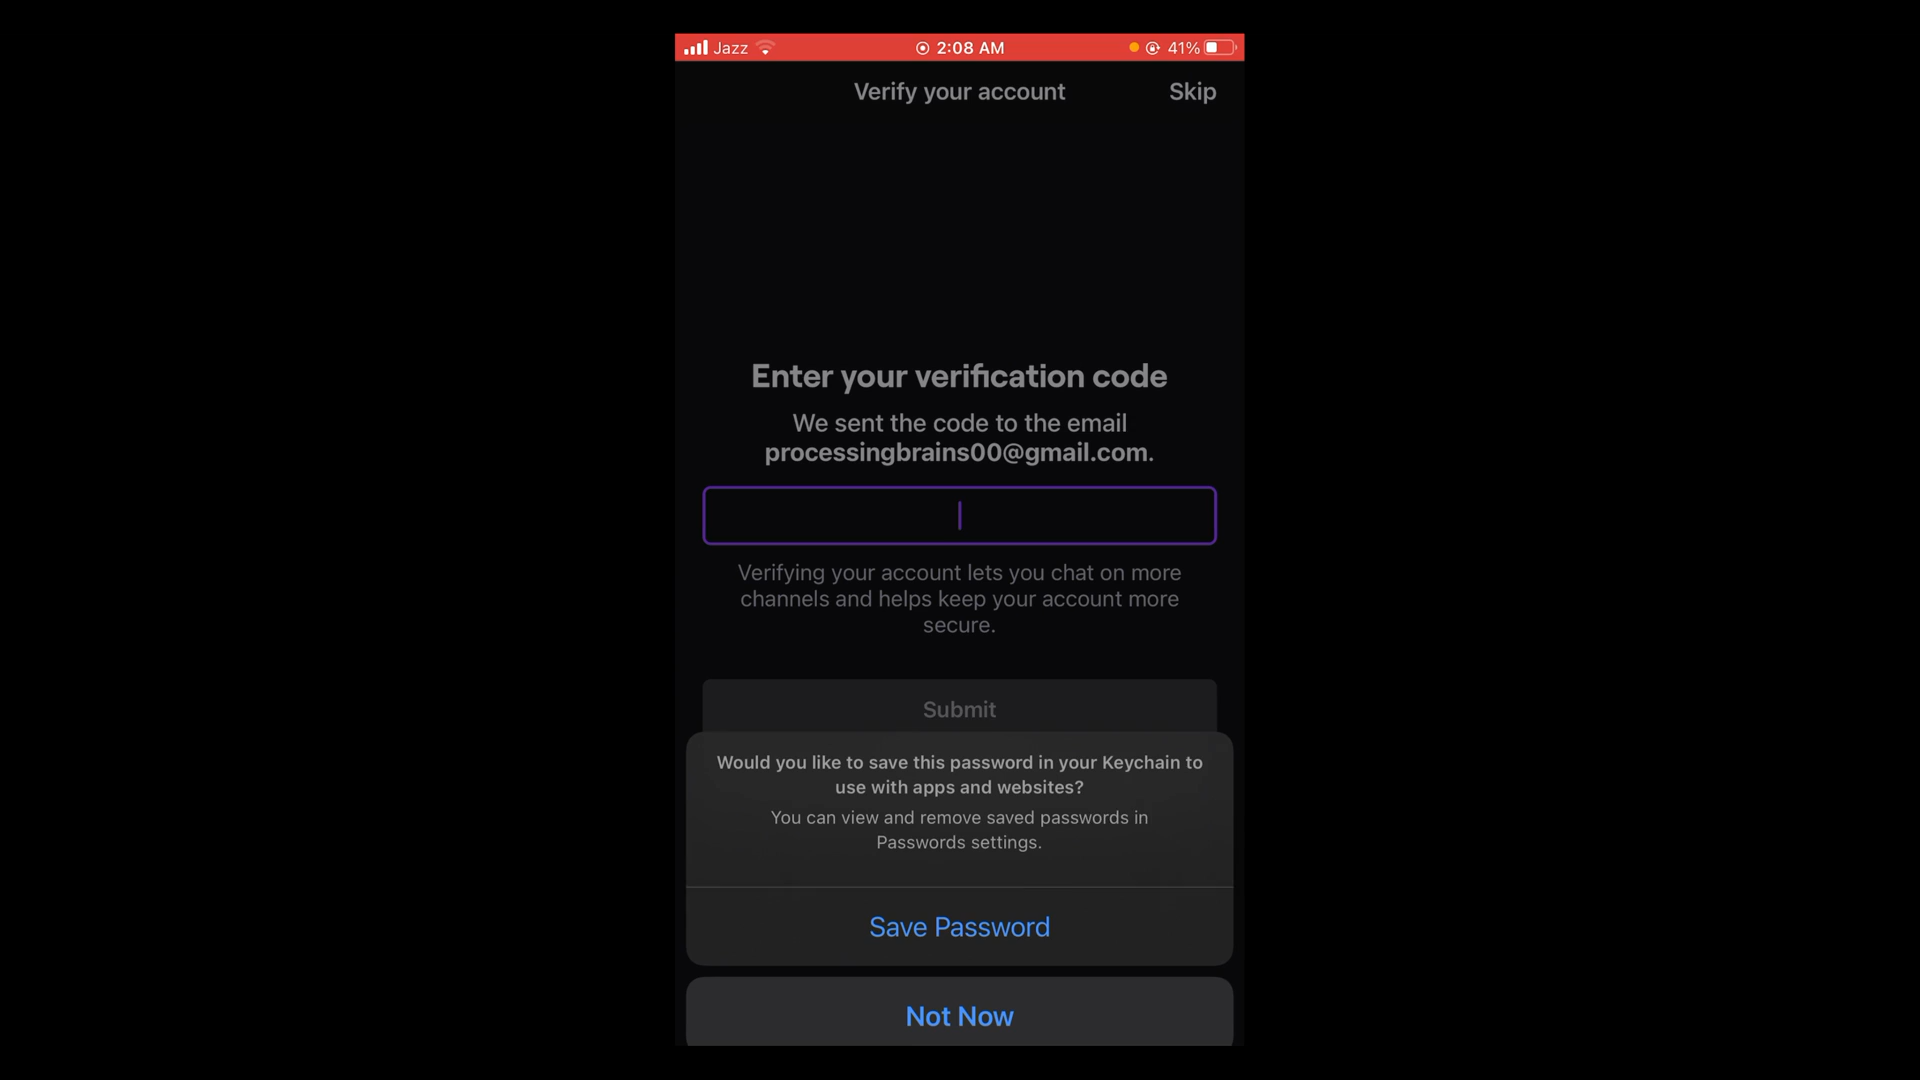 Jazz 2:08 AM 41%
Verify your account Skip
Enter your verification code
We sent the code to the email
processingbrains00@gmail.com.
Verifying your account lets you chat on more
channels and helps keep your account more
secure.
Submit
Would you like to save this password in your Keychain to
use with apps and websites?
You can view and remove saved passwords in
Passwords settings.
Save Password
Not Now